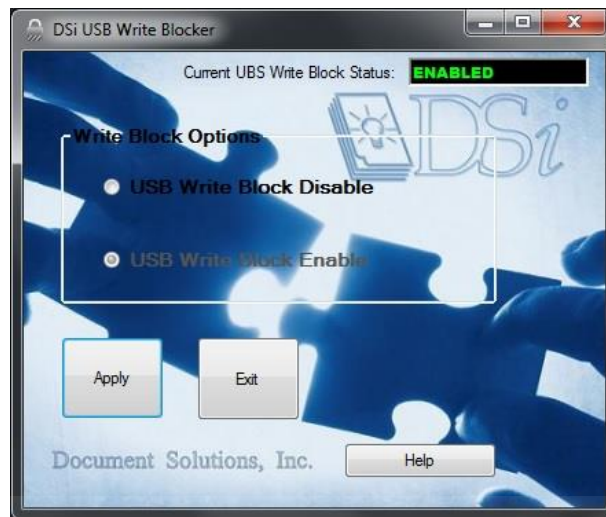 DSi USB Write Blocker
Current UBS Write Block Status: ENABLED
DSi
Write Block Options
USB Write Block Disable
USB Write Block Enable
Apply
Exit
Document Solutions, Inc.
Help